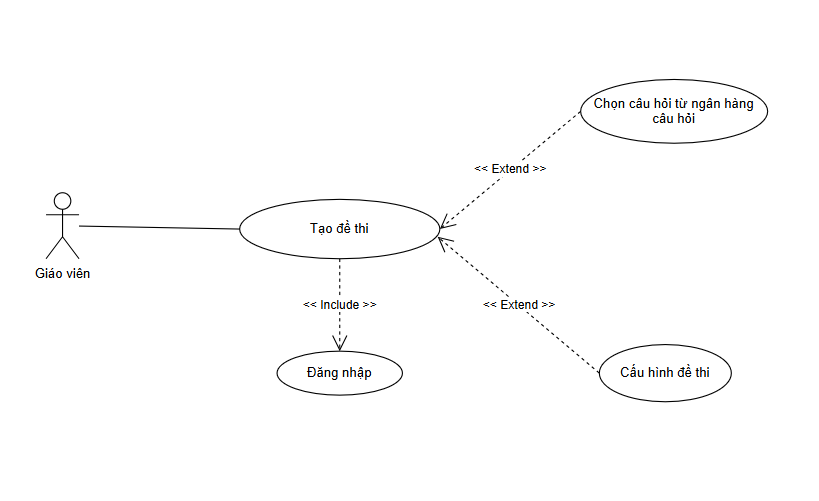 Chọn câu hỏi từ ngân hàng
câu hỏi
<< Extend >>
Tạo đề thi
Giáo viên
<< Include >>
<< Extend >>
Đăng nhập
Cấu hình đề thi